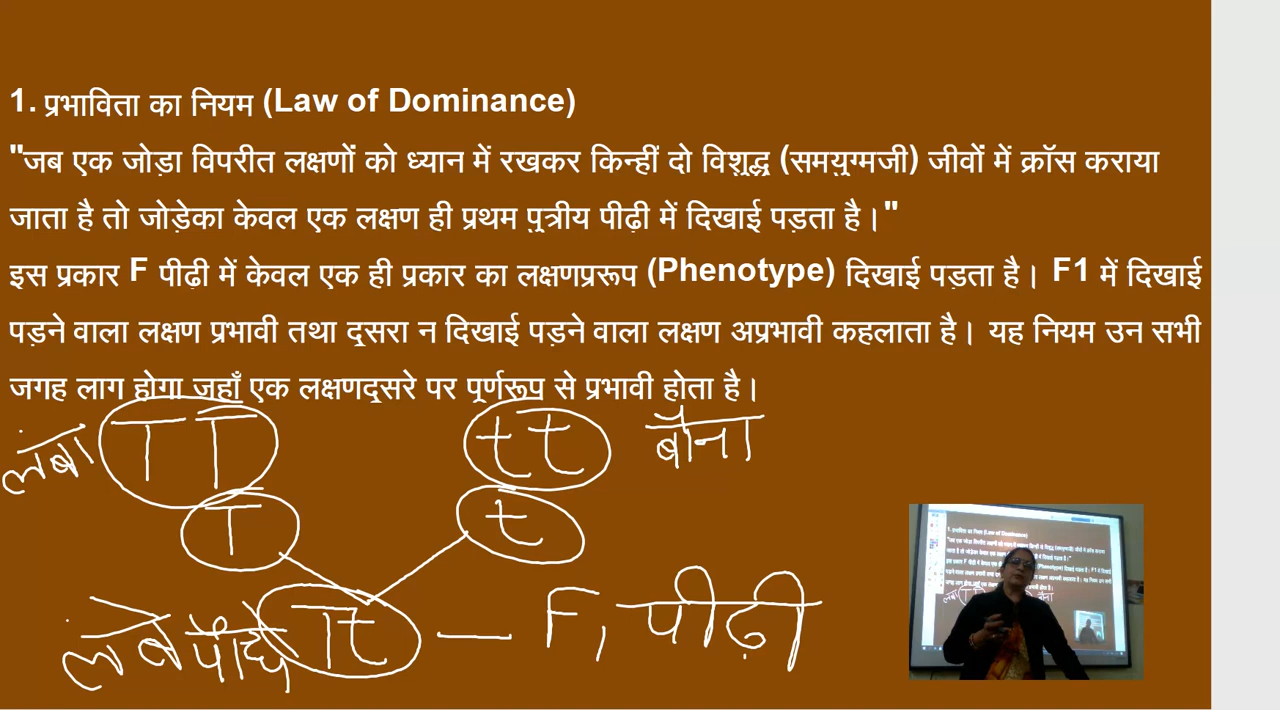 1. प्रभाविता का नियम (Law of Dominance)
"जब एक जोड़ा विपरीत लक्षणों को ध्यान में रखकर किन्हीं दो विशुद्ध (समयुग्मजी) जीवों में क्रॉस कराया
जाता है तो जोड़ेका केवल एक लक्षण ही प्रथम पुत्रीय पीढ़ी में दिखाई पड़ता है।"
इस प्रकार F पीढ़ी में केवल एक ही प्रकार का लक्षणप्ररूप (Phenotype) दिखाई पड़ता है। F1 में दिखाई
पड़ने वाला लक्षण प्रभावी तथा दूसरा न दिखाई पड़ने वाला लक्षण अप्रभावी कहलाता है। यह नियम उन सभी
जगह लागू होगा जहाँ एक लक्षणदूसरे पर पूर्णरूप से प्रभावी होता है।
लंबा TT tt बौना
T t
लंबे पौधे Tt — F₁ पीढ़ी